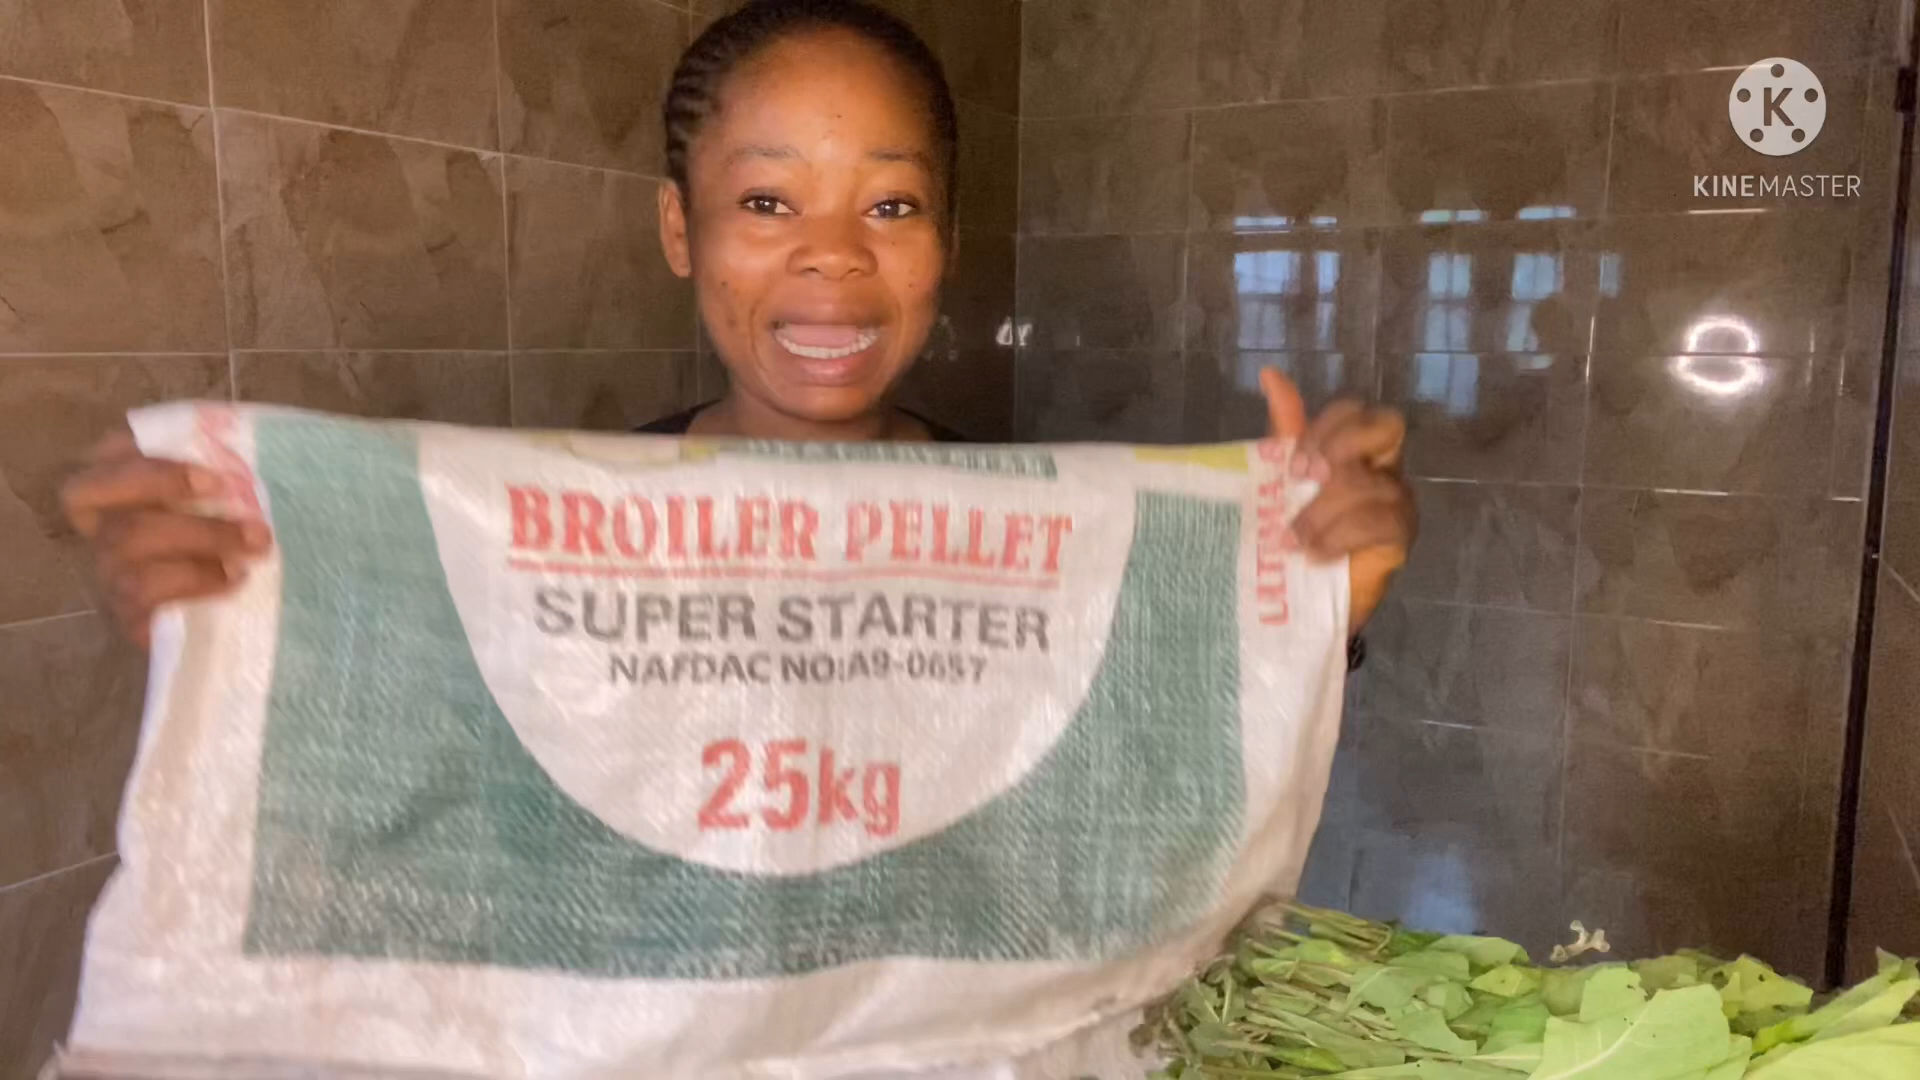 K
KINEMASTER
BROILER PELLET
SUPER STARTER
NAFDAC NO:A9-0657
25kg